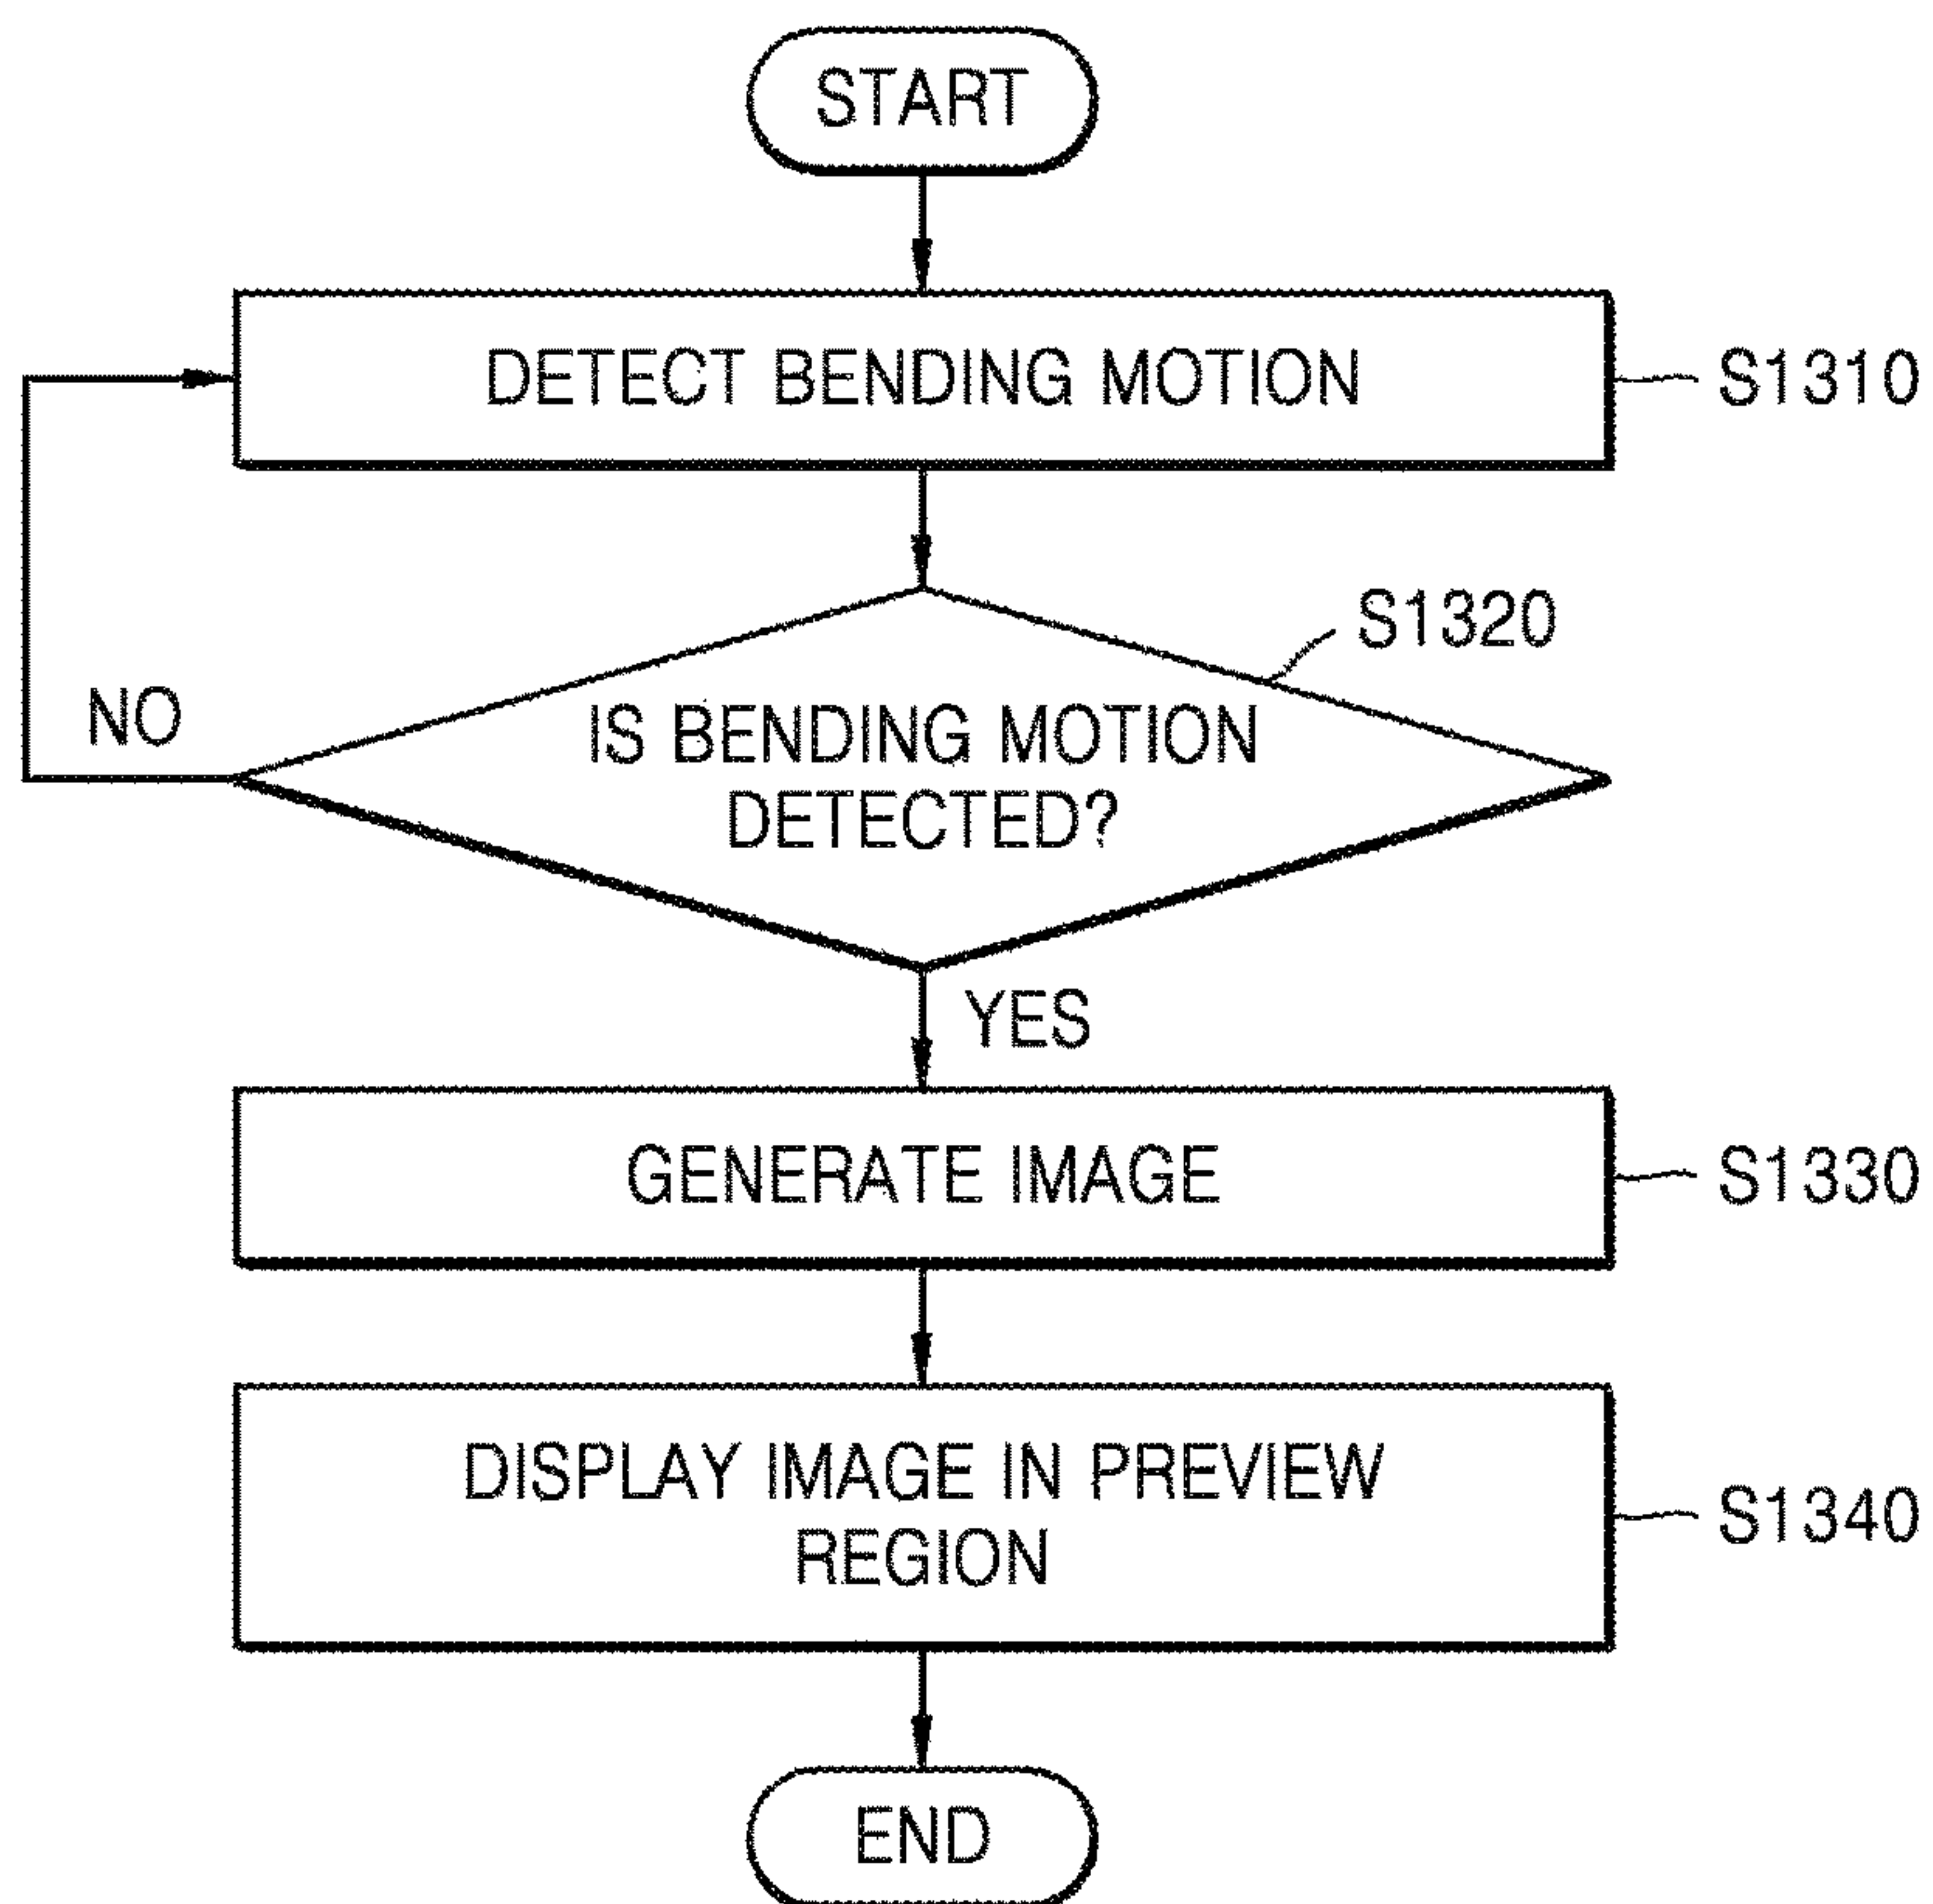 START
DETECT BENDING MOTION
S1310
S1320
NO
IS BENDING MOTION
DETECTED?
YES
GENERATE IMAGE
S1330
DISPLAY IMAGE IN PREVIEW
REGION
S1340
END